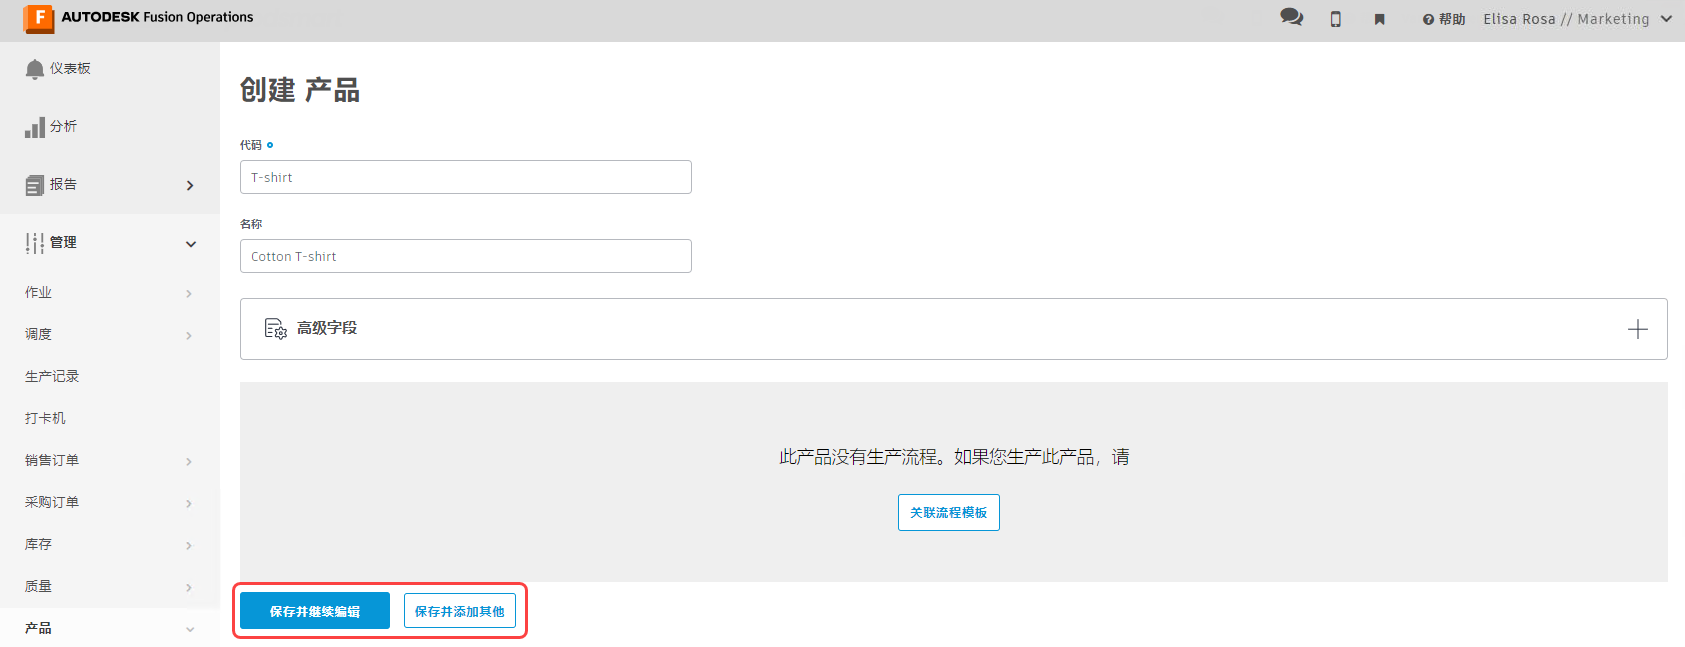 AUTODESK Fusion Operations
帮助
Elisa Rosa // Marketing
仪表板
分析
报告
管理
作业
调度
生产记录
打卡机
销售订单
采购订单
库存
质量
产品
创建 产品
代码
T-shirt
名称
Cotton T-shirt
高级字段
此产品没有生产流程。如果您生产此产品，请
关联流程模板
保存并继续编辑
保存并添加其他